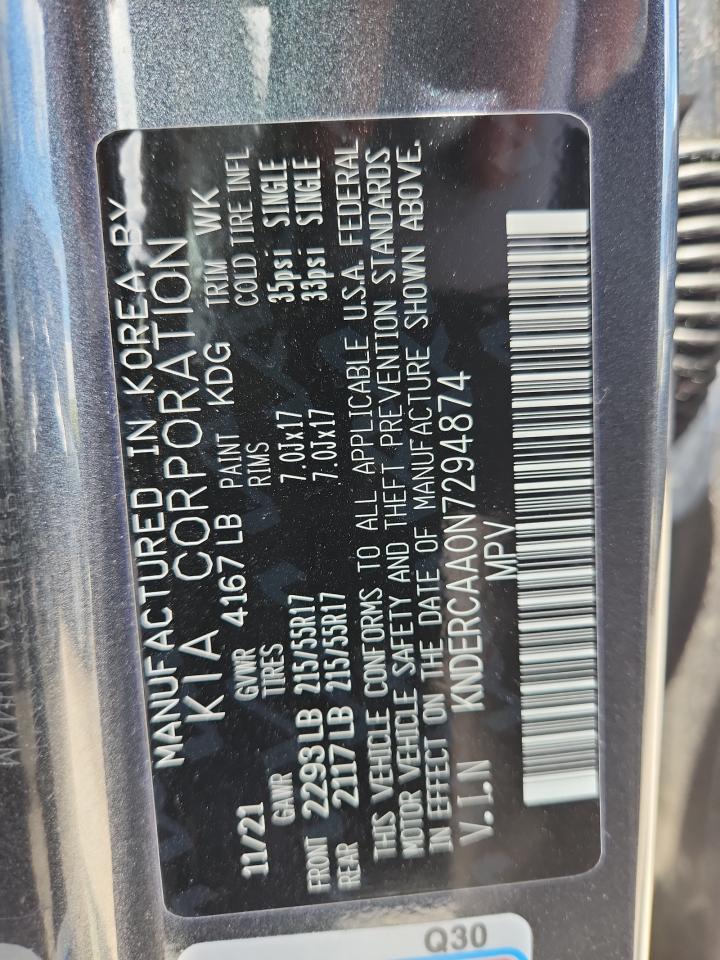 MANUFACTURED IN KOREA BY
KIA CORPORATION
11/21 GVWR 4167 LB PAINT KDG TRIM WK
GAWR TIRES RIMS COLD TIRE INFL
FRONT 2293 LB 215/55R17 7.0Jx17 35psi SINGLE
REAR 2117 LB 215/55R17 7.0Jx17 33psi SINGLE
THIS VEHICLE CONFORMS TO ALL APPLICABLE U.S.A. FEDERAL
MOTOR VEHICLE SAFETY AND THEFT PREVENTION STANDARDS
IN EFFECT ON THE DATE OF MANUFACTURE SHOWN ABOVE.
V.I.N KNDERCAA0N7294874
MPV
Q30